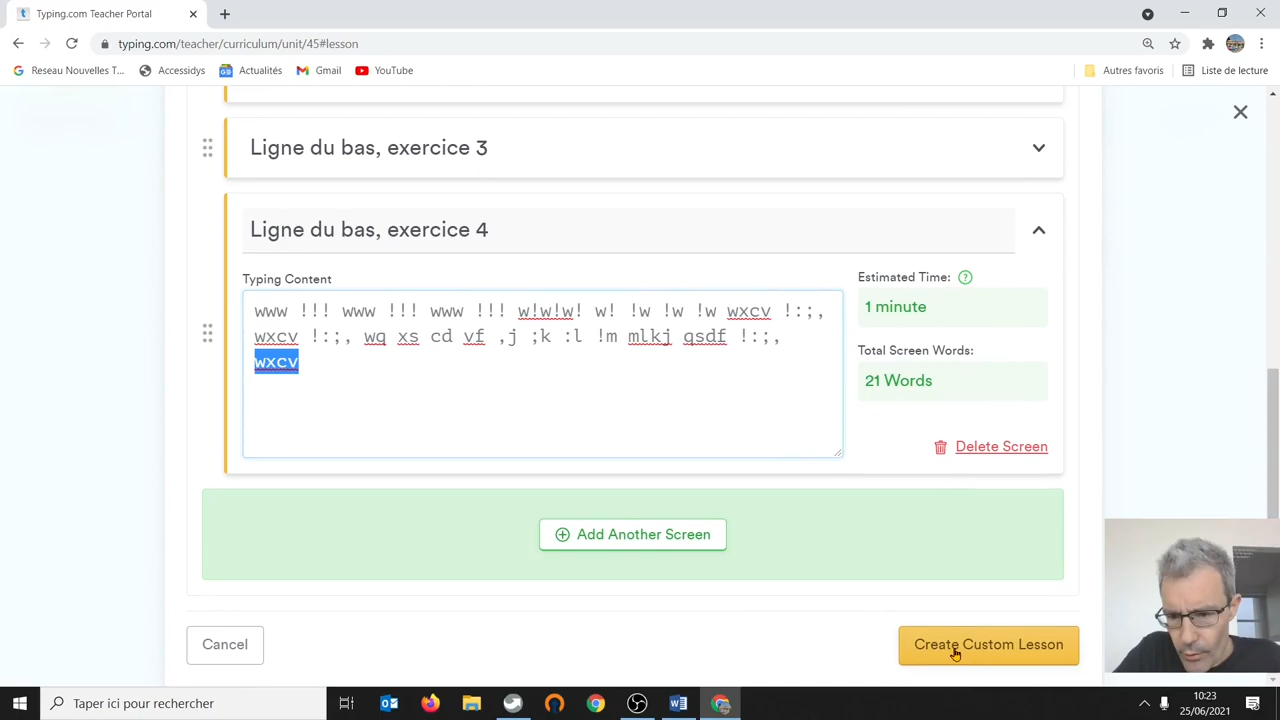 Typing.com Teacher Portal
typing.com/teacher/curriculum/unit/45#lesson
Reseau Nouvelles T... Accessidys Actualités Gmail YouTube Autres favoris Liste de lecture
Ligne du bas, exercice 3
Ligne du bas, exercice 4
Typing Content
www !!! www !!! www !!! w!w!w! w! !w !w !w wxcv !:;,
wxcv !:;, wq xs cd vf ,j ;k :l !m mlkj qsdf !:;,
wxcv
Estimated Time: ?
1 minute
Total Screen Words:
21 Words
Delete Screen
Add Another Screen
Cancel
Create Custom Lesson
Taper ici pour rechercher
10:23
25/06/2021